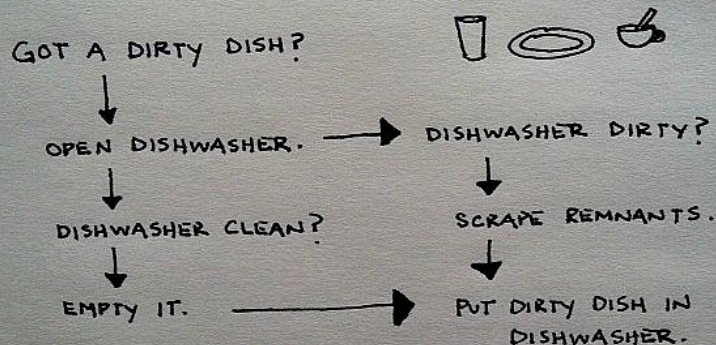 GOT A DIRTY DISH?
OPEN DISHWASHER.
DISHWASHER DIRTY?
DISHWASHER CLEAN?
SCRAPE REMNANTS.
EMPTY IT.
PUT DIRTY DISH IN
DISHWASHER.